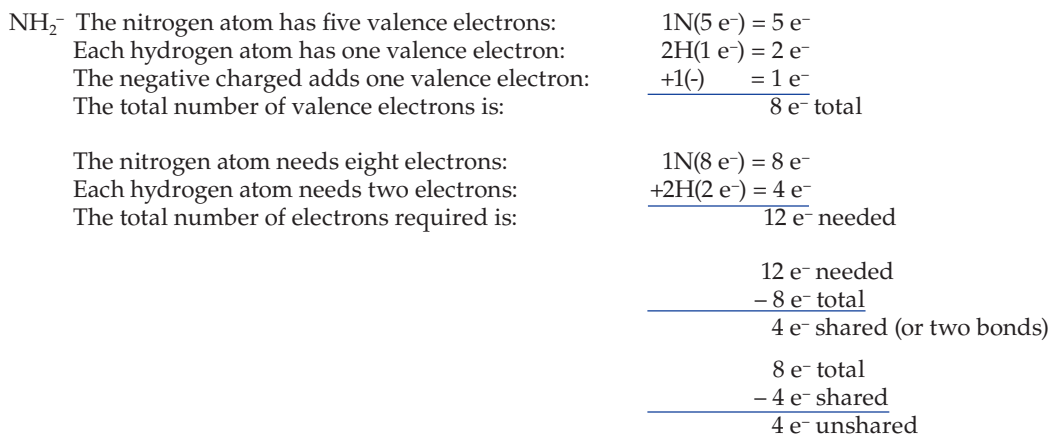 NH₂⁻ The nitrogen atom has five valence electrons: 1N(5 e⁻) = 5 e⁻
Each hydrogen atom has one valence electron: 2H(1 e⁻) = 2 e⁻
The negative charged adds one valence electron: +1(-) = 1 e⁻
The total number of valence electrons is: 8 e⁻ total
The nitrogen atom needs eight electrons: 1N(8 e⁻) = 8 e⁻
Each hydrogen atom needs two electrons: +2H(2 e⁻) = 4 e⁻
The total number of electrons required is: 12 e⁻ needed
12 e⁻ needed
– 8 e⁻ total
4 e⁻ shared (or two bonds)
8 e⁻ total
– 4 e⁻ shared
4 e⁻ unshared